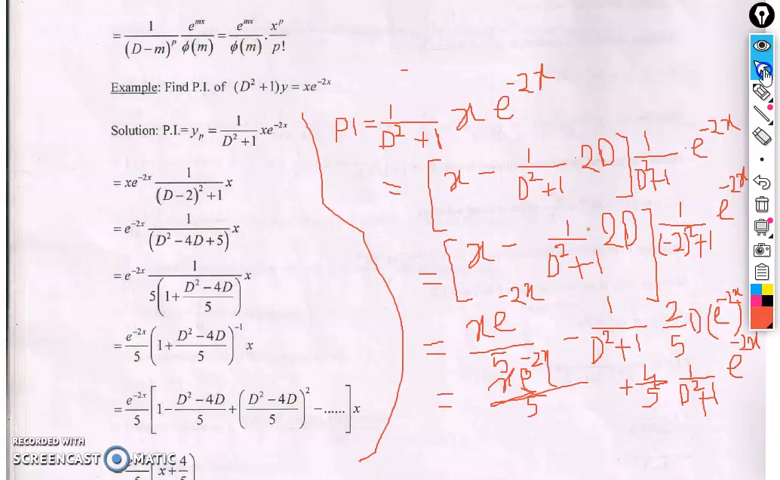 = 1/(D−m)^p · e^{mx}/ϕ(m) = e^{mx}/ϕ(m) · x^p/p!
Example: Find P.I. of (D²+1)y = xe^{−2x}
Solution: P.I.= y_p = 1/(D²+1) xe^{−2x}
= xe^{−2x} 1/((D−2)²+1) x
= e^{−2x} 1/(D²−4D+5) x
= e^{−2x} 1/(5(1+(D²−4D)/5)) x
= e^{−2x}/5 (1+(D²−4D)/5)^{−1} x
= e^{−2x}/5 [1−(D²−4D)/5+((D²−4D)/5)²−......] x
[x+4/5]
PI = 1/(D²+1) x e^{−2x}
= [x − 1/(D²+1) · 2D] 1/(D²+1) · e^{−2x}
= [x − 1/(D²+1) 2D] 1/((−2)²+1) e^{−2x}
= xe^{−2x}/5 − 1/(D²+1) 2/5 D(e^{−2x})
= xe^{−2x}/5 + 4/5 1/(D²+1) e^{−2x}
RECORDED WITH
SCREENCAST MATIC